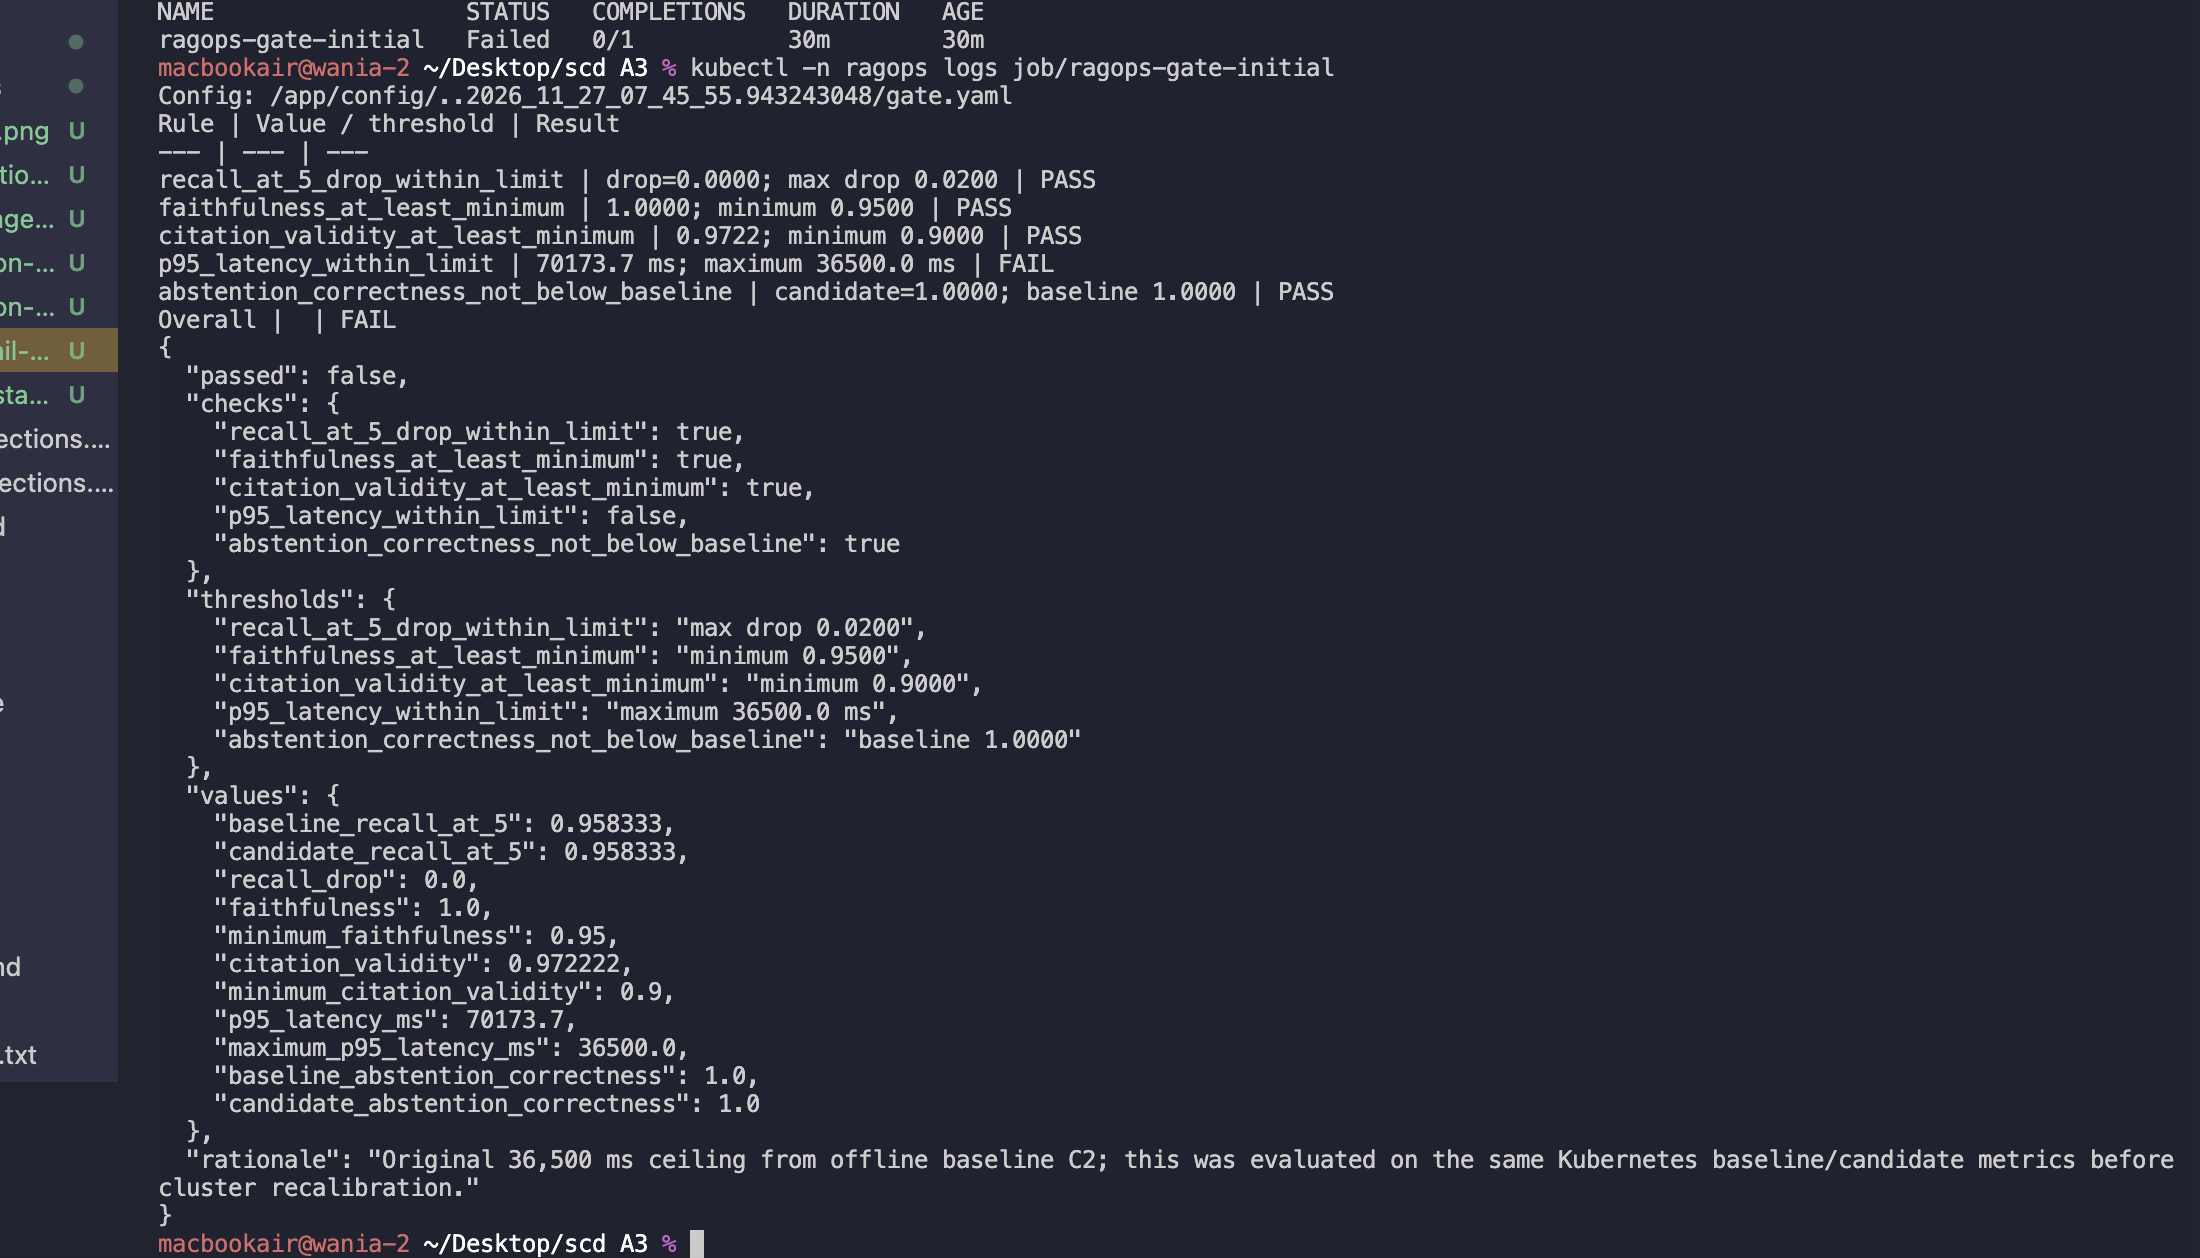 NAME STATUS COMPLETIONS DURATION AGE
ragops-gate-initial Failed 0/1 30m 30m
macbookair@wania-2 ~/Desktop/scd A3 % kubectl -n ragops logs job/ragops-gate-initial
Config: /app/config/..2026_11_27_07_45_55.943243048/gate.yaml
Rule | Value / threshold | Result
--- | --- | ---
recall_at_5_drop_within_limit | drop=0.0000; max drop 0.0200 | PASS
faithfulness_at_least_minimum | 1.0000; minimum 0.9500 | PASS
citation_validity_at_least_minimum | 0.9722; minimum 0.9000 | PASS
p95_latency_within_limit | 70173.7 ms; maximum 36500.0 ms | FAIL
abstention_correctness_not_below_baseline | candidate=1.0000; baseline 1.0000 | PASS
Overall |  | FAIL
{
"passed": false,
"checks": {
"recall_at_5_drop_within_limit": true,
"faithfulness_at_least_minimum": true,
"citation_validity_at_least_minimum": true,
"p95_latency_within_limit": false,
"abstention_correctness_not_below_baseline": true
},
"thresholds": {
"recall_at_5_drop_within_limit": "max drop 0.0200",
"faithfulness_at_least_minimum": "minimum 0.9500",
"citation_validity_at_least_minimum": "minimum 0.9000",
"p95_latency_within_limit": "maximum 36500.0 ms",
"abstention_correctness_not_below_baseline": "baseline 1.0000"
},
"values": {
"baseline_recall_at_5": 0.958333,
"candidate_recall_at_5": 0.958333,
"recall_drop": 0.0,
"faithfulness": 1.0,
"minimum_faithfulness": 0.95,
"citation_validity": 0.972222,
"minimum_citation_validity": 0.9,
"p95_latency_ms": 70173.7,
"maximum_p95_latency_ms": 36500.0,
"baseline_abstention_correctness": 1.0,
"candidate_abstention_correctness": 1.0
},
"rationale": "Original 36,500 ms ceiling from offline baseline C2; this was evaluated on the same Kubernetes baseline/candidate metrics before
cluster recalibration."
}
macbookair@wania-2 ~/Desktop/scd A3 %
.png U
tio... U
age... U
on-... U
on-... U
ail-... U
sta... U
ections....
ections....
d
e
nd
.txt